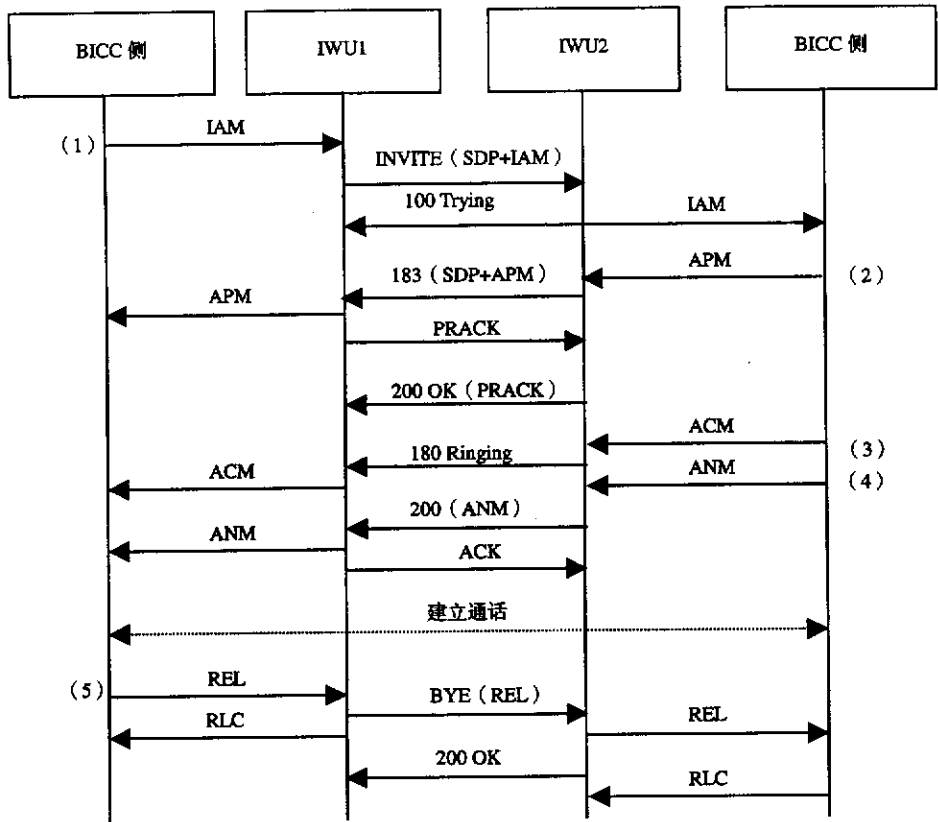 BICC 侧
IWU1
IWU2
BICC 侧
(1)
IAM
INVITE(SDP+IAM)
100 Trying
IAM
APM
(2)
183(SDP+APM)
APM
PRACK
200 OK(PRACK)
ACM
(3)
180 Ringing
ACM
ANM
(4)
200(ANM)
ANM
ACK
建立通话
(5)
REL
BYE(REL)
RLC
REL
200 OK
RLC